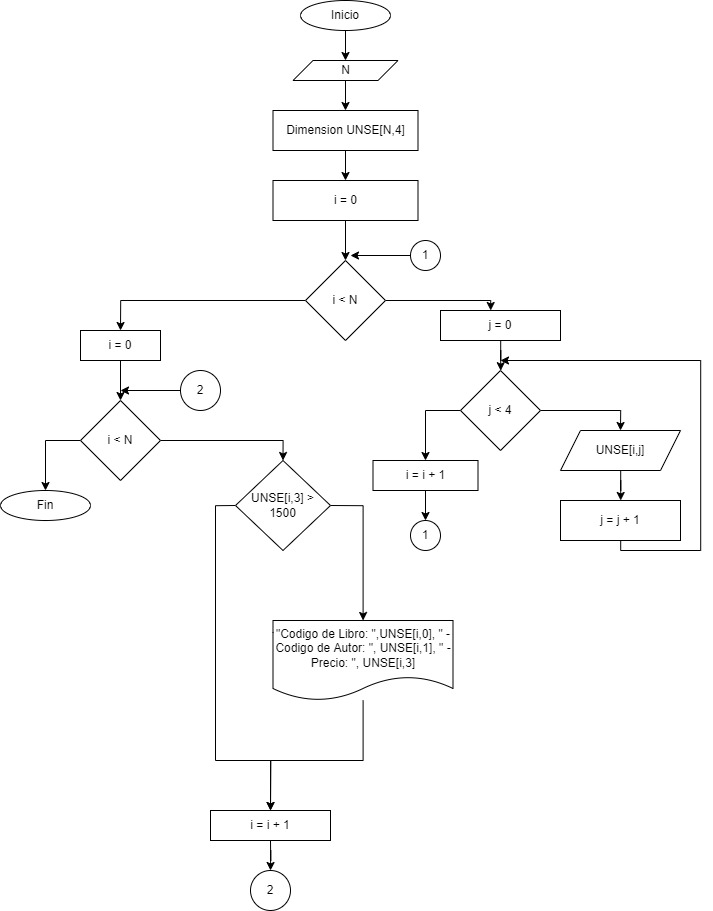 Inicio
N
Dimension UNSE[N,4]
i = 0
1
i < N
i = 0
j = 0
2
i < N
j < 4
UNSE[i,j]
i = i + 1
Fin
UNSE[i,3] >
1500
j = j + 1
1
"Codigo de Libro: ",UNSE[i,0], " -
Codigo de Autor: ", UNSE[i,1], " -
Precio: ", UNSE[i,3]
i = i + 1
2